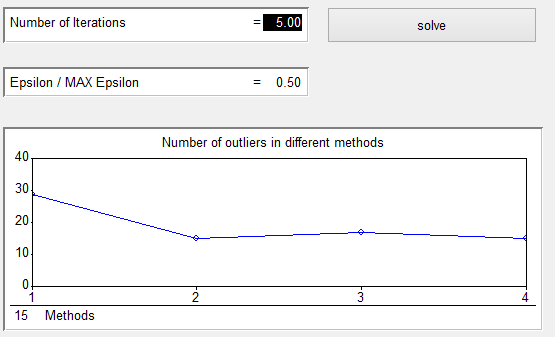 Number of Iterations = 5.00
solve
Epsilon / MAX Epsilon = 0.50
Number of outliers in different methods
40
30
20
10
0
1 2 3 4
15 Methods